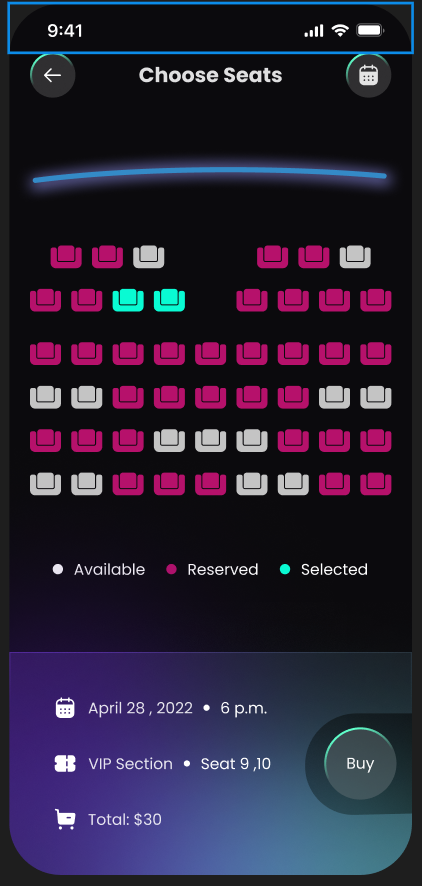 9:41
Choose Seats
Available Reserved Selected
April 28 , 2022 • 6 p.m.
VIP Section • Seat 9 ,10
Buy
Total: $30